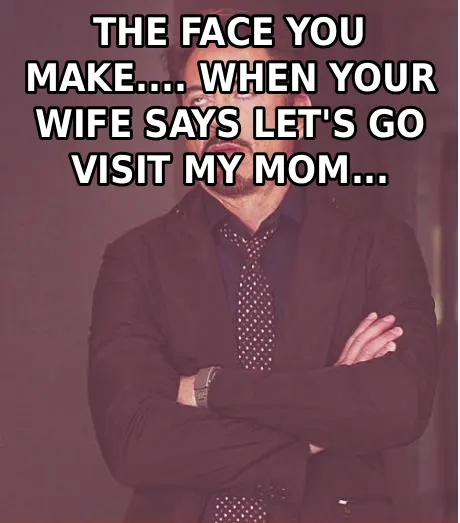 THE FACE YOU
MAKE.... WHEN YOUR
WIFE SAYS LET'S GO
VISIT MY MOM...